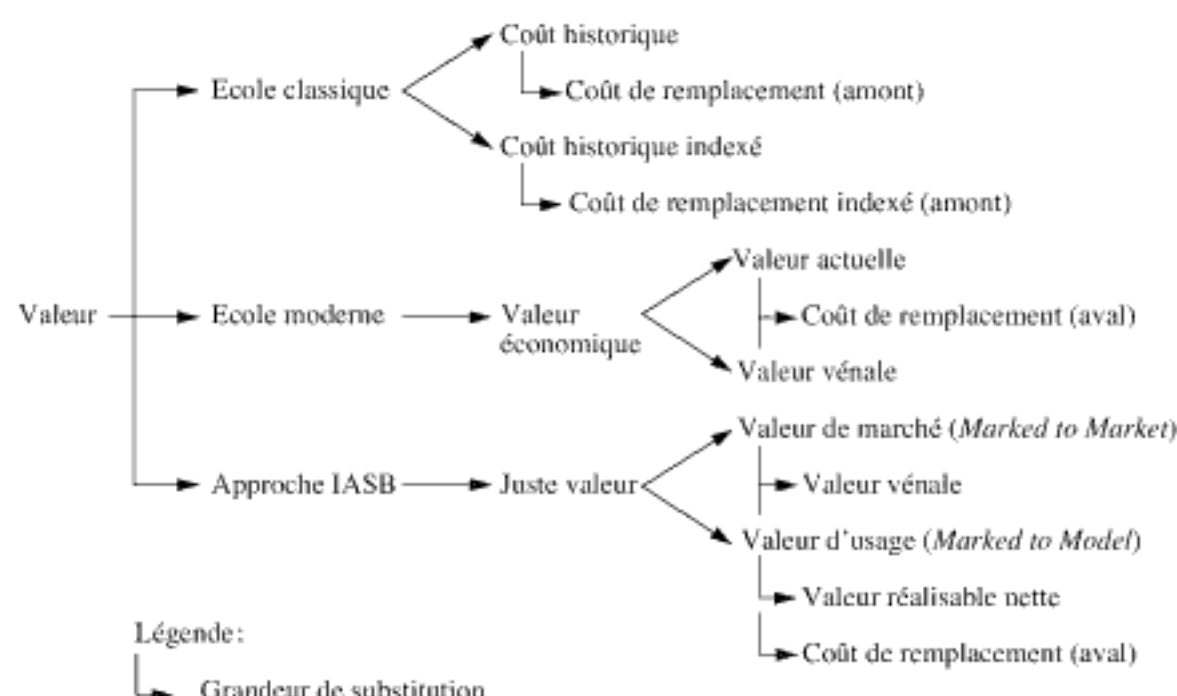 Coût historique
Ecole classique
Coût de remplacement (amont)
Coût historique indexé
Coût de remplacement indexé (amont)
Valeur actuelle
Valeur
Ecole moderne
Valeur
économique
Coût de remplacement (aval)
Valeur vénale
Valeur de marché (Marked to Market)
Approche IASB
Juste valeur
Valeur vénale
Valeur d'usage (Marked to Model)
Valeur réalisable nette
Légende:
Coût de remplacement (aval)
Grandeur de substitution